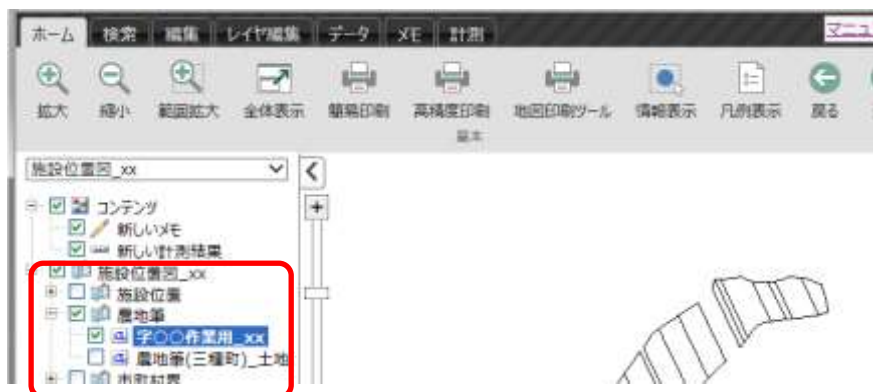 ホーム 検索 編集 レイヤ編集 データ メモ 計測
マニュ
拡大 縮小 範囲拡大 全体表示 簡易印刷 高精度印刷 地図印刷ツール 情報表示 凡例表示 戻る
基本
施設位置図_xx
コンテンツ
新しいメモ
新しい計測結果
施設位置図_xx
施設位置
農地筆
字○○作業用_xx
農地筆(三種町)_土地
市町村界